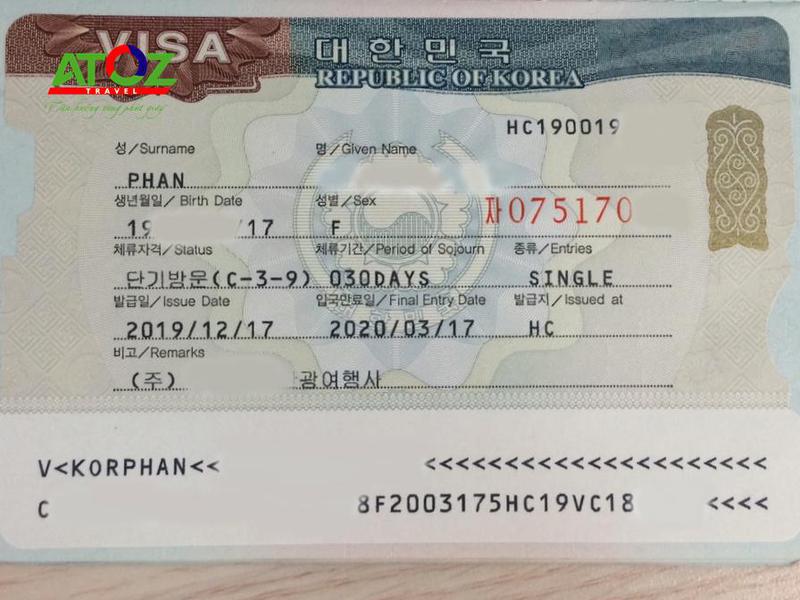 VISA
대한민국
REPUBLIC OF KOREA
ATOZ
TRAVEL
HC190019
성/Surname 명/Given Name
PHAN
생년월일/Birth Date 성별/Sex
19 /17 F 자075170
체류자격/Status 체류기간/Period of Sojourn 종류/Entries
단기방문(C-3-9) 030DAYS SINGLE
발급일/Issue Date 입국만료일/Final Entry Date 발급지/Issued at
2019/12/17 2020/03/17 HC
비고/Remarks
(주) 광여행사
V<KORPHAN<< <<<<<<<<<<<<<<<<<<<<<<
C 8F2003175HC19VC18 <<<<